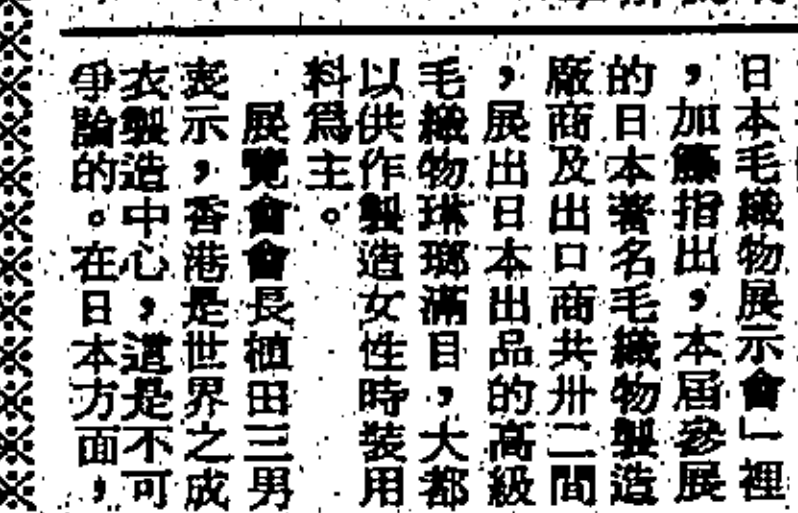 日本毛織物展示會」裡
，加藤指出，本屆參展
的日本著名毛織物製造
廠商及出口商共卅二間
，展出日本出品的高級
毛織物琳瑯滿目，大都
以供作製造女性時裝用
料爲主。
展覽會會長植田三男
表示，香港是世界之成
衣製造中心，這是不可
爭論的。在日本方面，